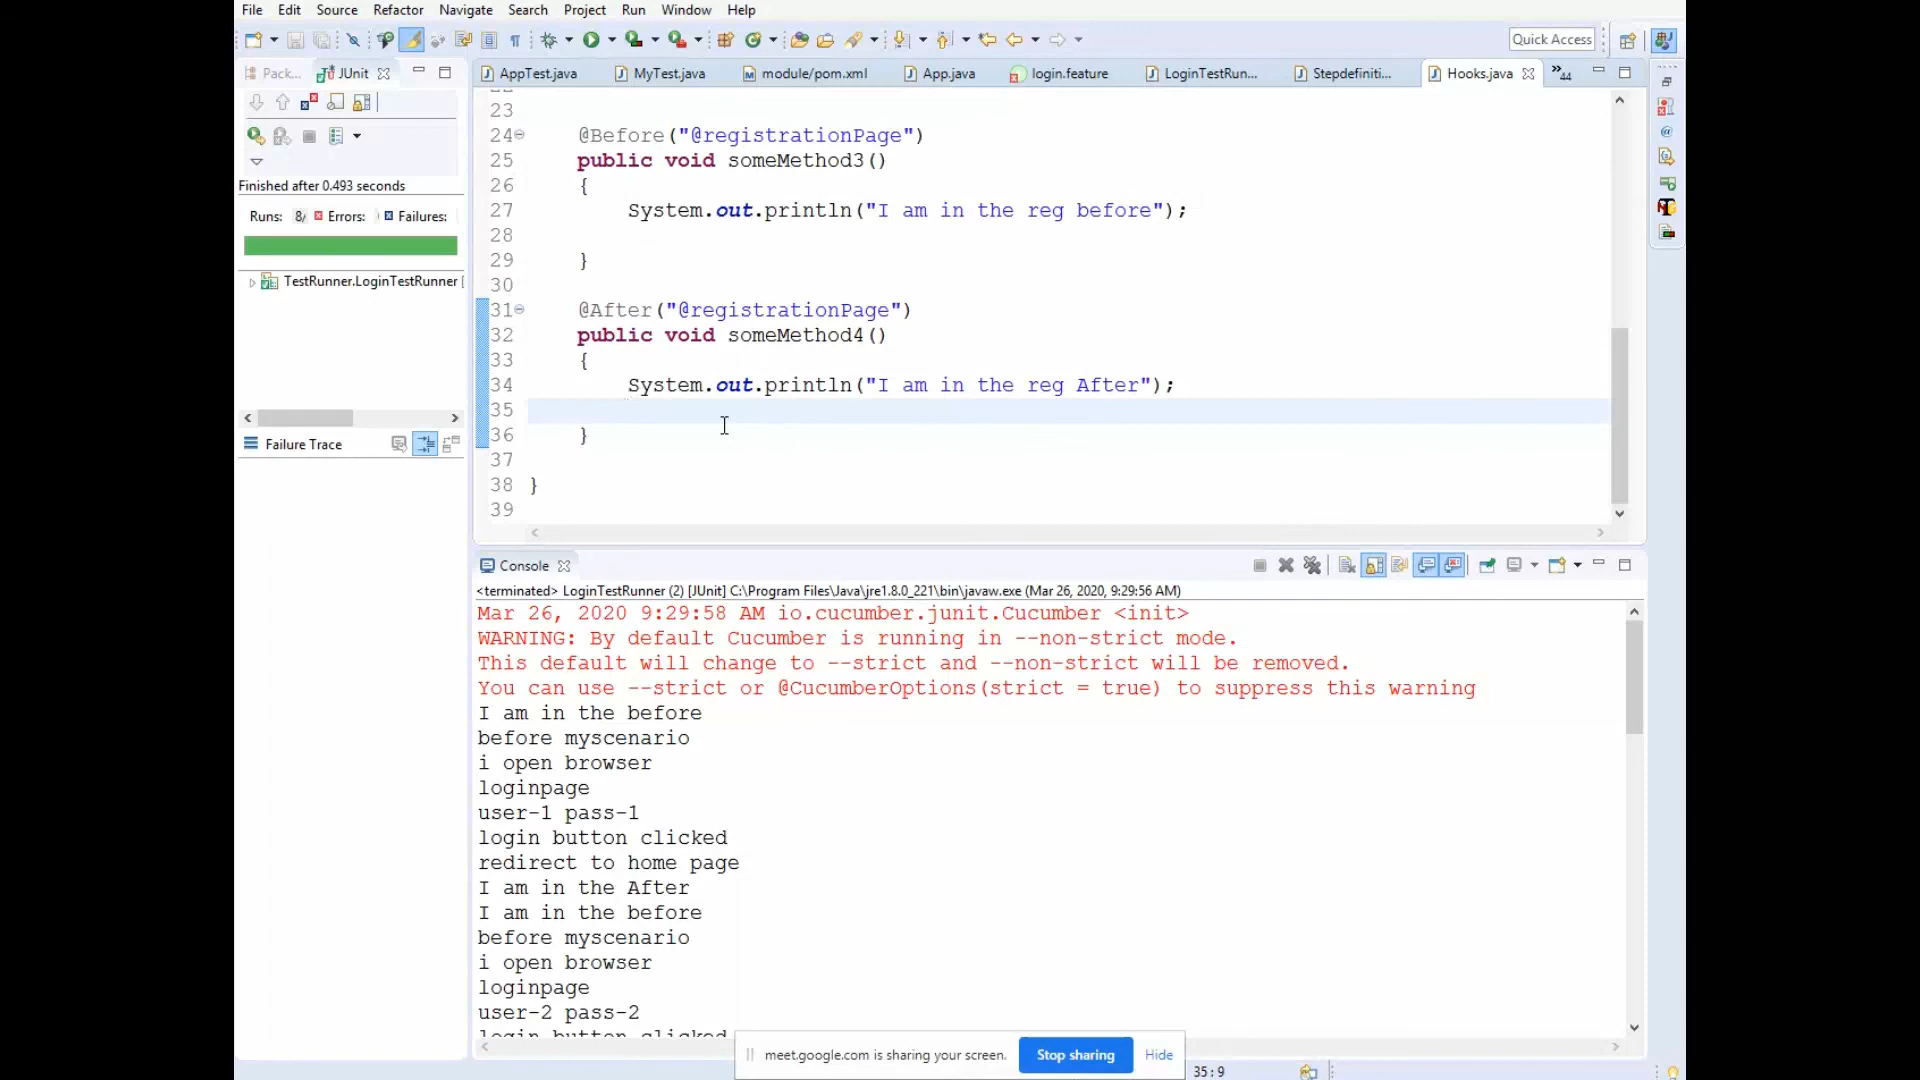 File Edit Source Refactor Navigate Search Project Run Window Help
Quick Access
Pack... JUnit
AppTest.java MyTest.java module/pom.xml App.java login.feature LoginTestRun... Stepdefiniti... Hooks.java »44
Finished after 0.493 seconds
Runs: 8/ Errors: Failures:
TestRunner.LoginTestRunner [
Failure Trace
23
24 @Before("@registrationPage")
25 public void someMethod3()
26 {
27 System.out.println("I am in the reg before");
28
29 }
30
31 @After("@registrationPage")
32 public void someMethod4()
33 {
34 System.out.println("I am in the reg After");
35
36 }
37
38 }
39
Console
<terminated> LoginTestRunner (2) [JUnit] C:\Program Files\Java\jre1.8.0_221\bin\javaw.exe (Mar 26, 2020, 9:29:56 AM)
Mar 26, 2020 9:29:58 AM io.cucumber.junit.Cucumber <init>
WARNING: By default Cucumber is running in --non-strict mode.
This default will change to --strict and --non-strict will be removed.
You can use --strict or @CucumberOptions(strict = true) to suppress this warning
I am in the before
before myscenario
i open browser
loginpage
user-1 pass-1
login button clicked
redirect to home page
I am in the After
I am in the before
before myscenario
i open browser
loginpage
user-2 pass-2
login button clicked
meet.google.com is sharing your screen. Stop sharing Hide
35:9